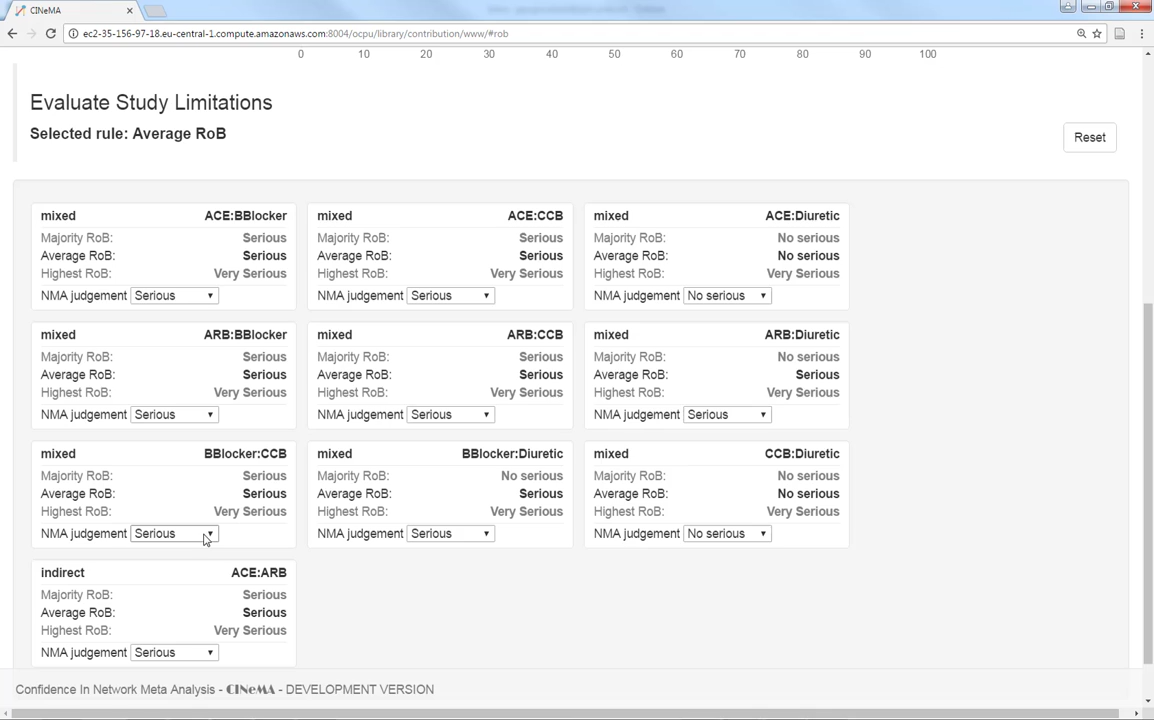 CINeMA
ec2-35-156-97-18.eu-central-1.compute.amazonaws.com:8004/ocpu/library/contribution/www/#rob
0 10 20 30 40 50 60 70 80 90 100
Evaluate Study Limitations
Selected rule: Average RoB
Reset
mixed ACE:BBlocker
Majority RoB: Serious
Average RoB: Serious
Highest RoB: Very Serious
NMA judgement Serious
mixed ACE:CCB
Majority RoB: Serious
Average RoB: Serious
Highest RoB: Very Serious
NMA judgement Serious
mixed ACE:Diuretic
Majority RoB: No serious
Average RoB: No serious
Highest RoB: Very Serious
NMA judgement No serious
mixed ARB:BBlocker
Majority RoB: Serious
Average RoB: Serious
Highest RoB: Very Serious
NMA judgement Serious
mixed ARB:CCB
Majority RoB: Serious
Average RoB: Serious
Highest RoB: Very Serious
NMA judgement Serious
mixed ARB:Diuretic
Majority RoB: No serious
Average RoB: Serious
Highest RoB: Very Serious
NMA judgement Serious
mixed BBlocker:CCB
Majority RoB: Serious
Average RoB: Serious
Highest RoB: Very Serious
NMA judgement Serious
mixed BBlocker:Diuretic
Majority RoB: No serious
Average RoB: Serious
Highest RoB: Very Serious
NMA judgement Serious
mixed CCB:Diuretic
Majority RoB: No serious
Average RoB: No serious
Highest RoB: Very Serious
NMA judgement No serious
indirect ACE:ARB
Majority RoB: Serious
Average RoB: Serious
Highest RoB: Very Serious
NMA judgement Serious
Confidence In Network Meta Analysis - CINeMA - DEVELOPMENT VERSION